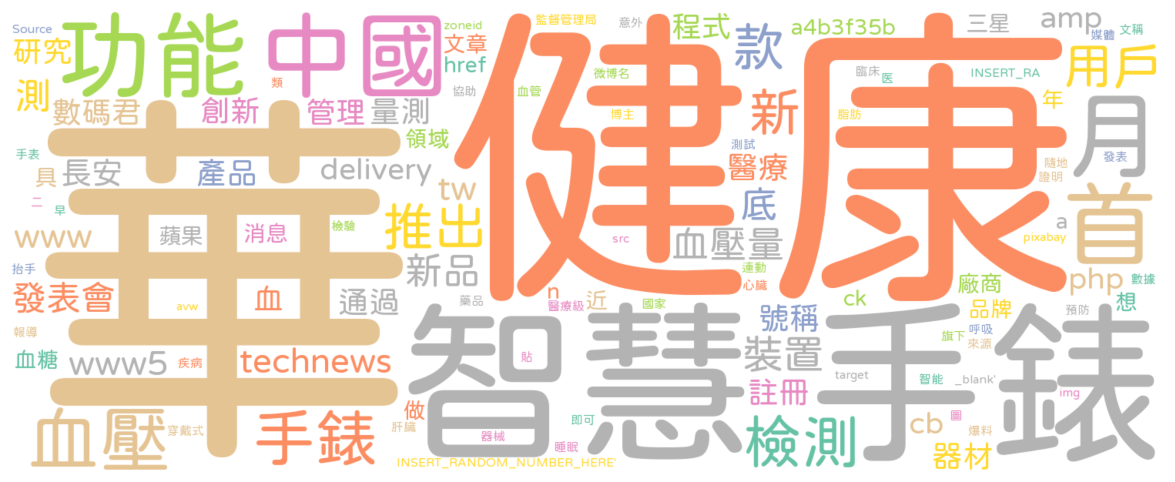 Source
zoneid
監督管理局
意外
程式
a4b3f35b
三星
amp
文稱
媒體
研究
功能
中國
文章
href
款
用戶
類
微博名
臨床
医
INSERT_RA
測
數碼君
創新
管理
量測
協助
血管
健康
博主
新
脂肪
年
月
領域
測試
發表
手表
華
具
長安
產品
delivery
醫療
隨地
證明
二
早
tw
底
a
首
www
蘋果
消息
檢驗
推出
src
血壓量
pixabay
抬手
新品
運動
心臟
php
數據
發表會
avw
血
通過
藥品
n
醫療級
近
國家
ck
廠商
想
報導
號稱
品牌
預防
呼吸
來源
旗下
血糖
www5
疾病
technews
智慧
手錶
貼
裝置
target
智能
_blank'
img
註冊
血壓
穿戴式
手錶
做
肝臟
即可
cb
圖
爆料
器械
睡眠
檢測
器材
INSERT_RANDOM_NUMBER_HERE'